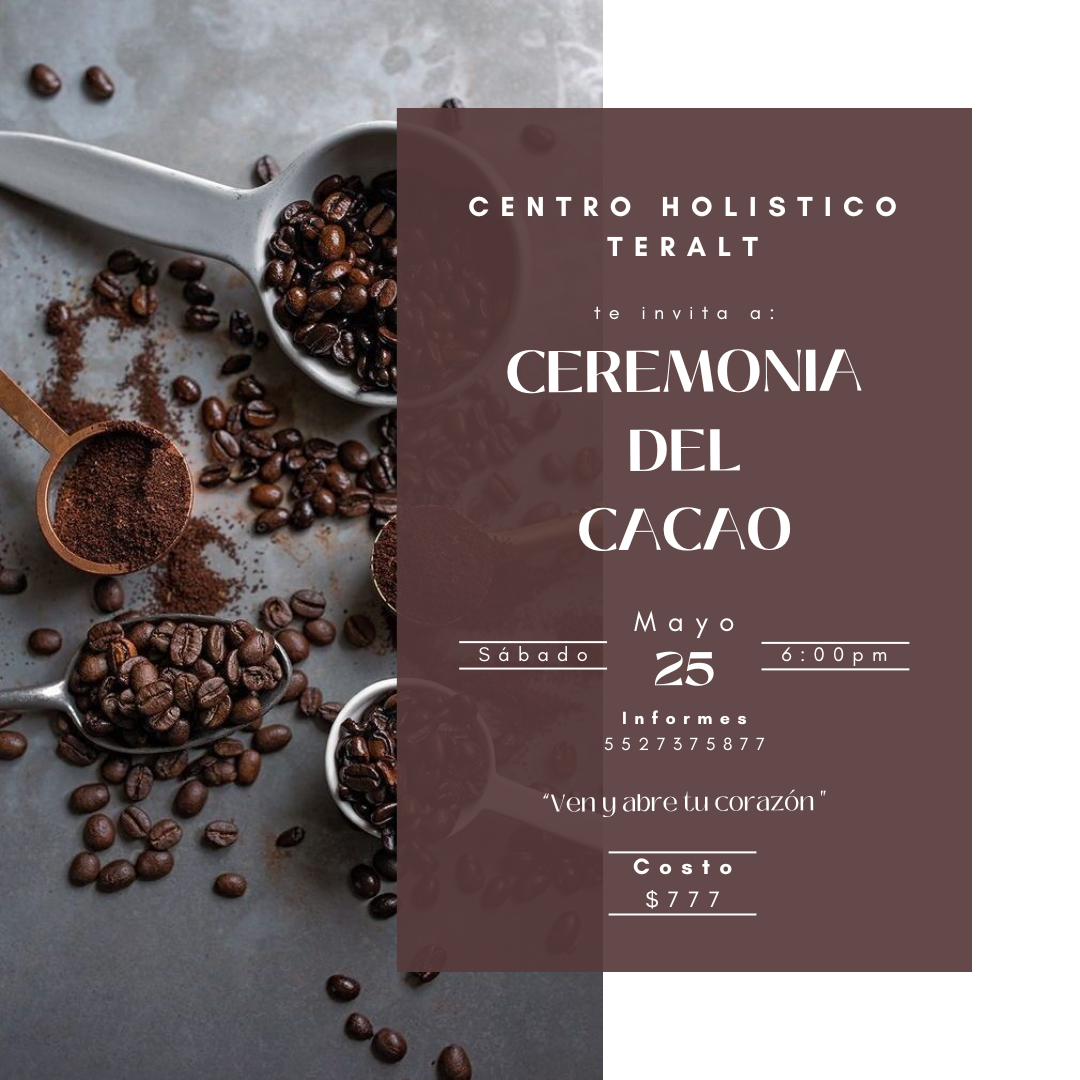 CENTRO HOLISTICO
TERALT
te invita a:
CEREMONIA
DEL
CACAO
Mayo
Sábado 25 6:00pm
Informes
5527375877
“Ven y abre tu corazón "
Costo
$777